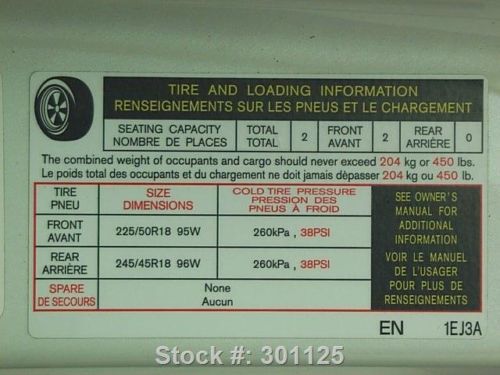 TIRE AND LOADING INFORMATION
RENSEIGNEMENTS SUR LES PNEUS ET LE CHARGEMENT
SEATING CAPACITY TOTAL 2 FRONT 2 REAR 0
NOMBRE DE PLACES TOTAL AVANT ARRIÈRE
The combined weight of occupants and cargo should never exceed 204 kg or 450 lbs.
Le poids total des occupants et du chargement ne doit jamais dépasser 204 kg ou 450 lb.
TIRE SIZE COLD TIRE PRESSURE
PNEU DIMENSIONS PRESSION DES
PNEUS À FROID
FRONT 225/50R18 95W 260kPa , 38PSI
AVANT
REAR 245/45R18 96W 260kPa , 38PSI
ARRIÈRE
SPARE None
DE SECOURS Aucun
SEE OWNER'S
MANUAL FOR
ADDITIONAL
INFORMATION
VOIR LE MANUEL
DE L'USAGER
POUR PLUS DE
RENSEIGNEMENTS
EN 1EJ3A
Stock #: 301125